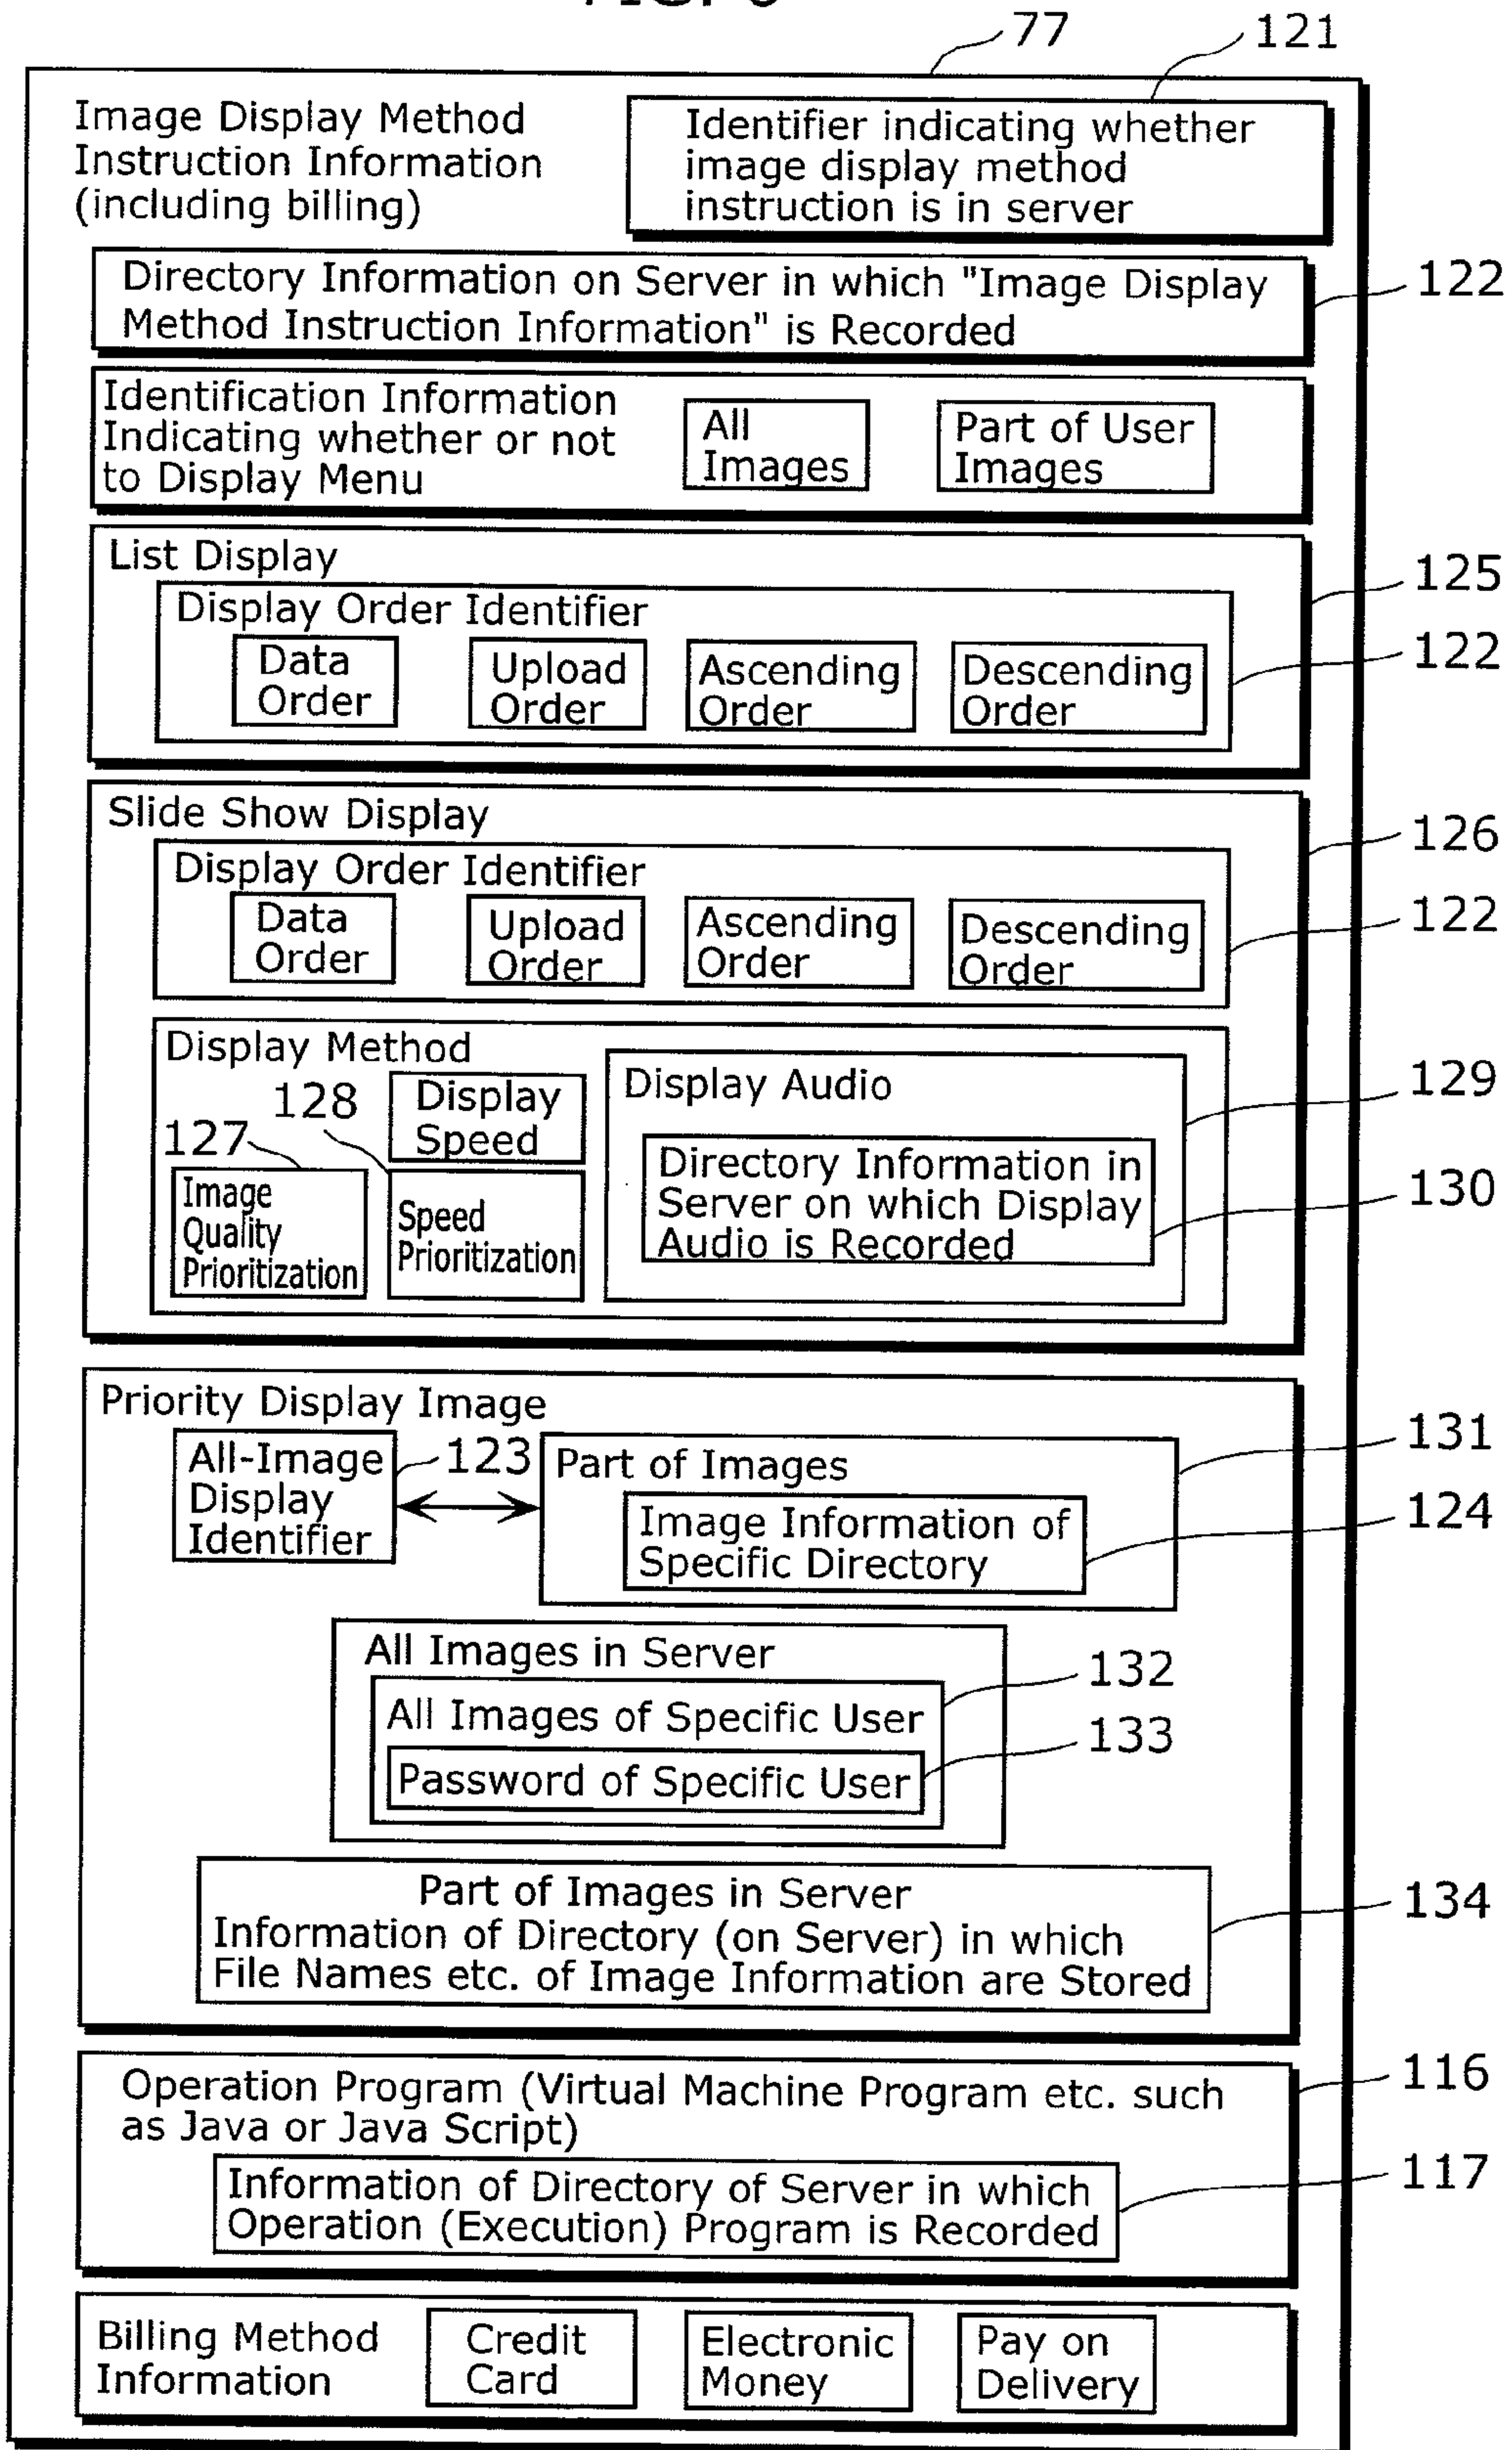 77
121
Image Display Method
Instruction Information
(including billing)
Identifier indicating whether
image display method
instruction is in server
Directory Information on Server in which "Image Display
Method Instruction Information" is Recorded
122
Identification Information
Indicating whether or not
to Display Menu
All
Images
Part of User
Images
List Display
125
Display Order Identifier
122
Data
Order
Upload
Order
Ascending
Order
Descending
Order
Slide Show Display
126
Display Order Identifier
122
Data
Order
Upload
Order
Ascending
Order
Descending
Order
Display Method
128
Display
Speed
127
Image
Quality
Prioritization
Speed
Prioritization
Display Audio
129
Directory Information in
Server on which Display
Audio is Recorded
130
Priority Display Image
All-Image
Display
Identifier
123
Part of Images
131
Image Information of
Specific Directory
124
All Images in Server
132
All Images of Specific User
133
Password of Specific User
Part of Images in Server
134
Information of Directory (on Server) in which
File Names etc. of Image Information are Stored
Operation Program (Virtual Machine Program etc. such
as Java or Java Script)
116
Information of Directory of Server in which
Operation (Execution) Program is Recorded
117
Billing Method
Information
Credit
Card
Electronic
Money
Pay on
Delivery